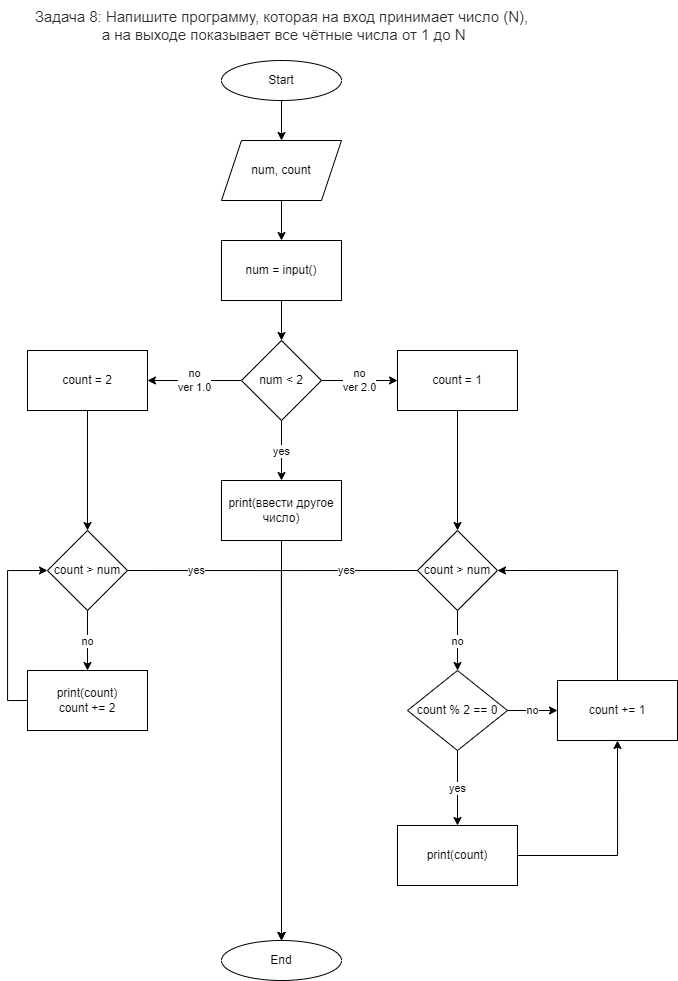 Задача 8: Напишите программу, которая на вход принимает число (N),
а на выходе показывает все чётные числа от 1 до N
Start
num, count
num = input()
count = 2
no
ver 1.0
num < 2
no
ver 2.0
count = 1
yes
print(ввести другое
число)
count > num
yes
yes
count > num
no
no
print(count)
count += 2
count % 2 == 0
no
count += 1
yes
print(count)
End